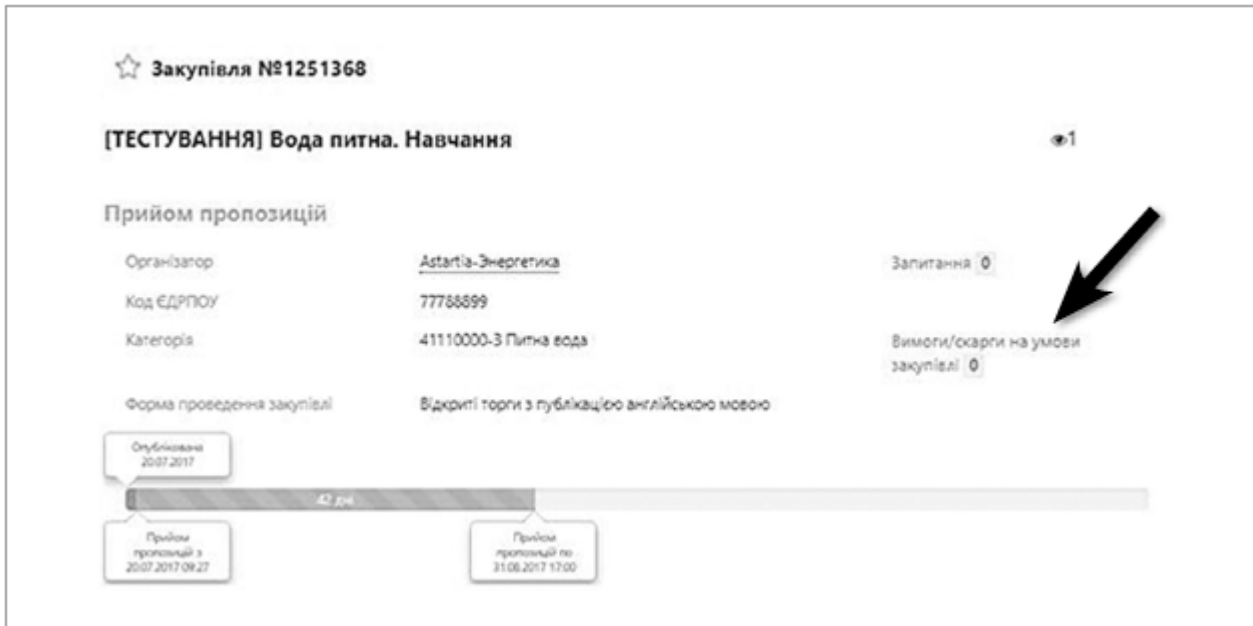 Закупівля №1251368
[ТЕСТУВАННЯ] Вода питна. Навчання
1
Прийом пропозицій
Організатор
Astartia-Энергетика
Запитання 0
Код ЄДРПОУ
77788899
Категорія
41110000-3 Питна вода
Вимоги/скарги на умови
закупівлі 0
Форма проведення закупівлі
Відкриті торги з публікацією англійською мовою
Опублікована
20.07.2017
42 дні
Прийом
пропозицій з
20.07.2017 09:27
Прийом
пропозицій по
31.08.2017 17:00